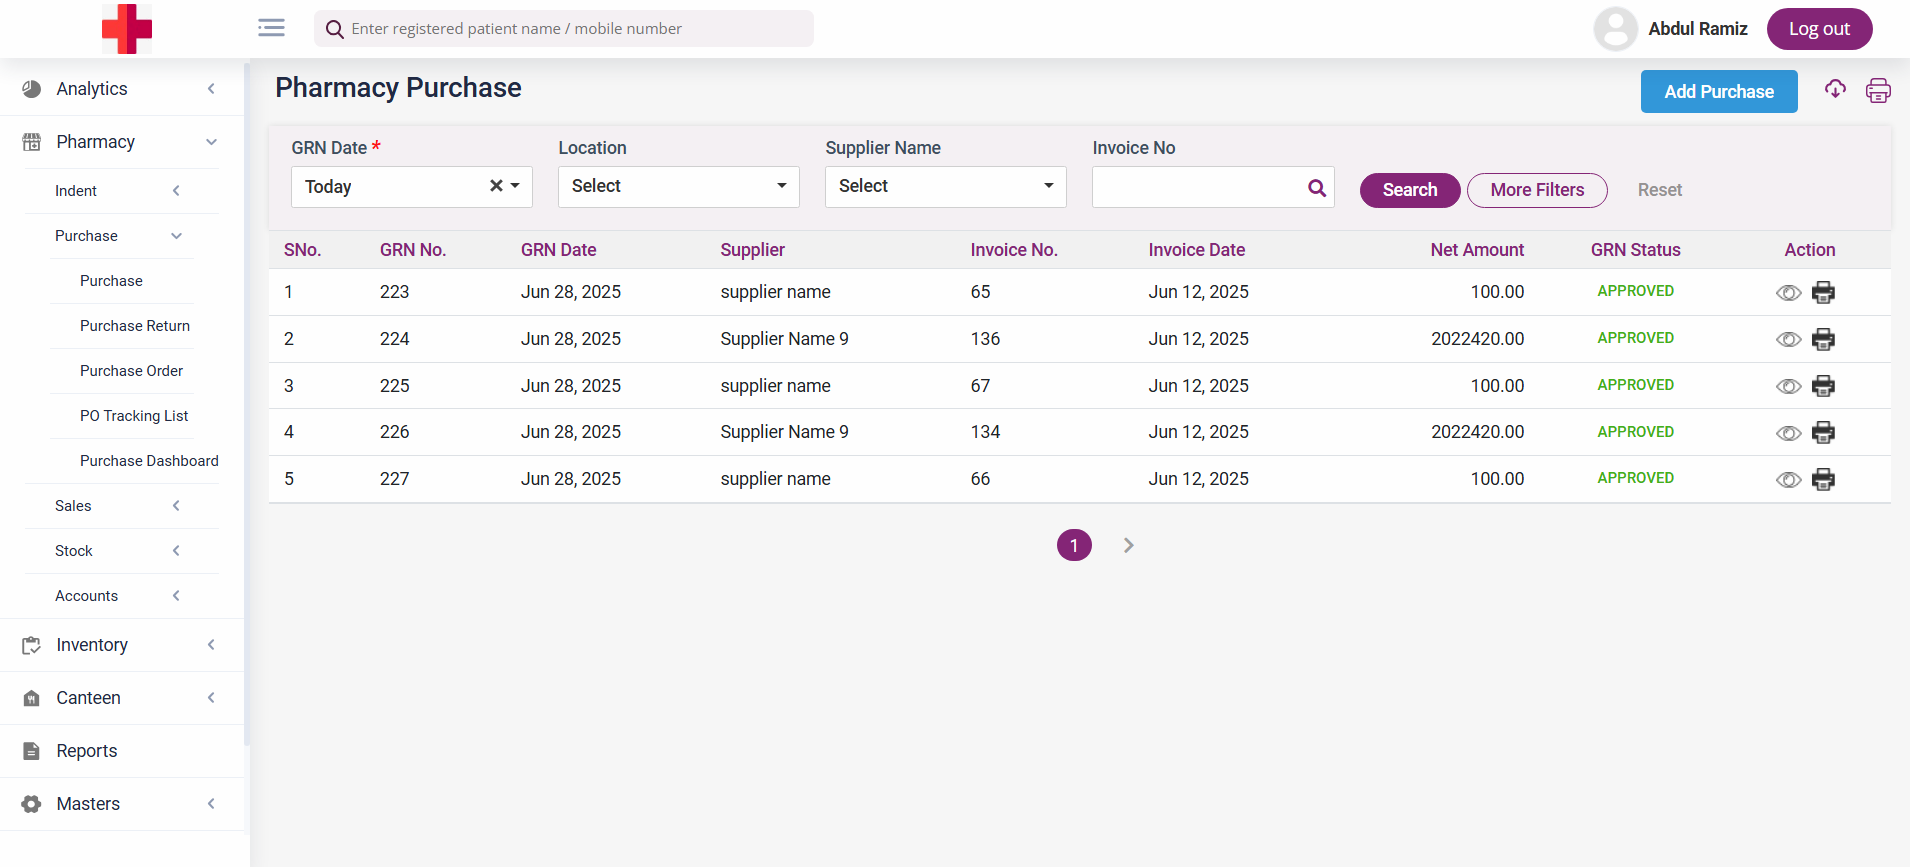 Enter registered patient name / mobile number
Abdul Ramiz
Log out
Analytics
Pharmacy
Indent
Purchase
Purchase
Purchase Return
Purchase Order
PO Tracking List
Purchase Dashboard
Sales
Stock
Accounts
Inventory
Canteen
Reports
Masters
Pharmacy Purchase
Add Purchase
GRN Date * Location Supplier Name Invoice No
Today Select Select
Search More Filters Reset
SNo. GRN No. GRN Date Supplier Invoice No. Invoice Date Net Amount GRN Status Action
1 223 Jun 28, 2025 supplier name 65 Jun 12, 2025 100.00 APPROVED
2 224 Jun 28, 2025 Supplier Name 9 136 Jun 12, 2025 2022420.00 APPROVED
3 225 Jun 28, 2025 supplier name 67 Jun 12, 2025 100.00 APPROVED
4 226 Jun 28, 2025 Supplier Name 9 134 Jun 12, 2025 2022420.00 APPROVED
5 227 Jun 28, 2025 supplier name 66 Jun 12, 2025 100.00 APPROVED
1